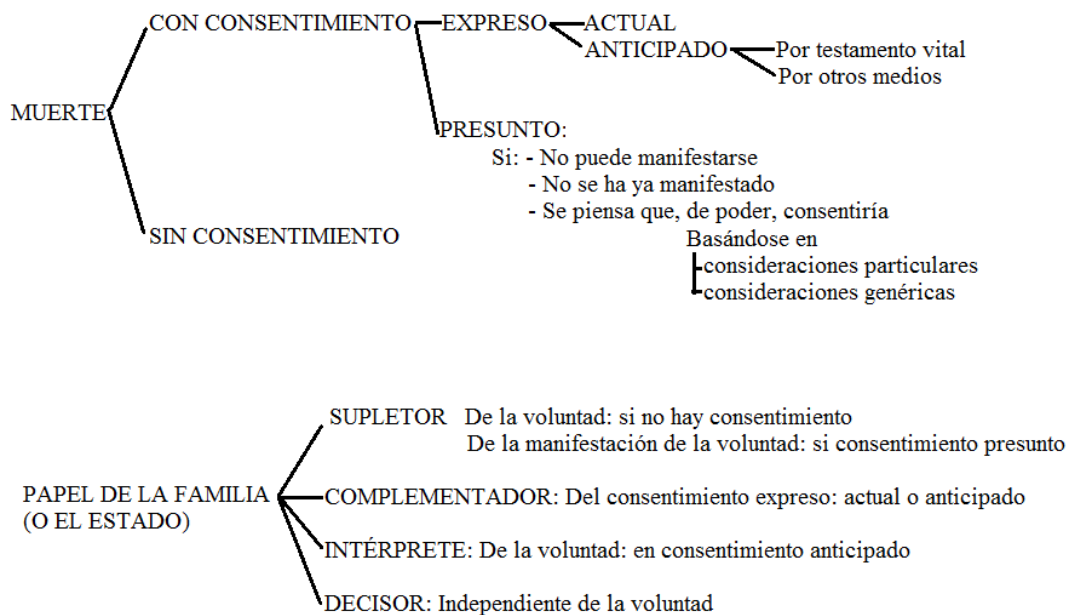 CON CONSENTIMIENTO EXPRESO ACTUAL
ANTICIPADO Por testamento vital
Por otros medios
MUERTE
PRESUNTO:
Si: - No puede manifestarse
- No se ha ya manifestado
- Se piensa que, de poder, consentiría
SIN CONSENTIMIENTO
Basándose en
consideraciones particulares
consideraciones genéricas
SUPLETOR De la voluntad: si no hay consentimiento
De la manifestación de la voluntad: si consentimiento presunto
PAPEL DE LA FAMILIA
(O EL ESTADO)
COMPLEMENTADOR: Del consentimiento expreso: actual o anticipado
INTÉRPRETE: De la voluntad: en consentimiento anticipado
DECISOR: Independiente de la voluntad